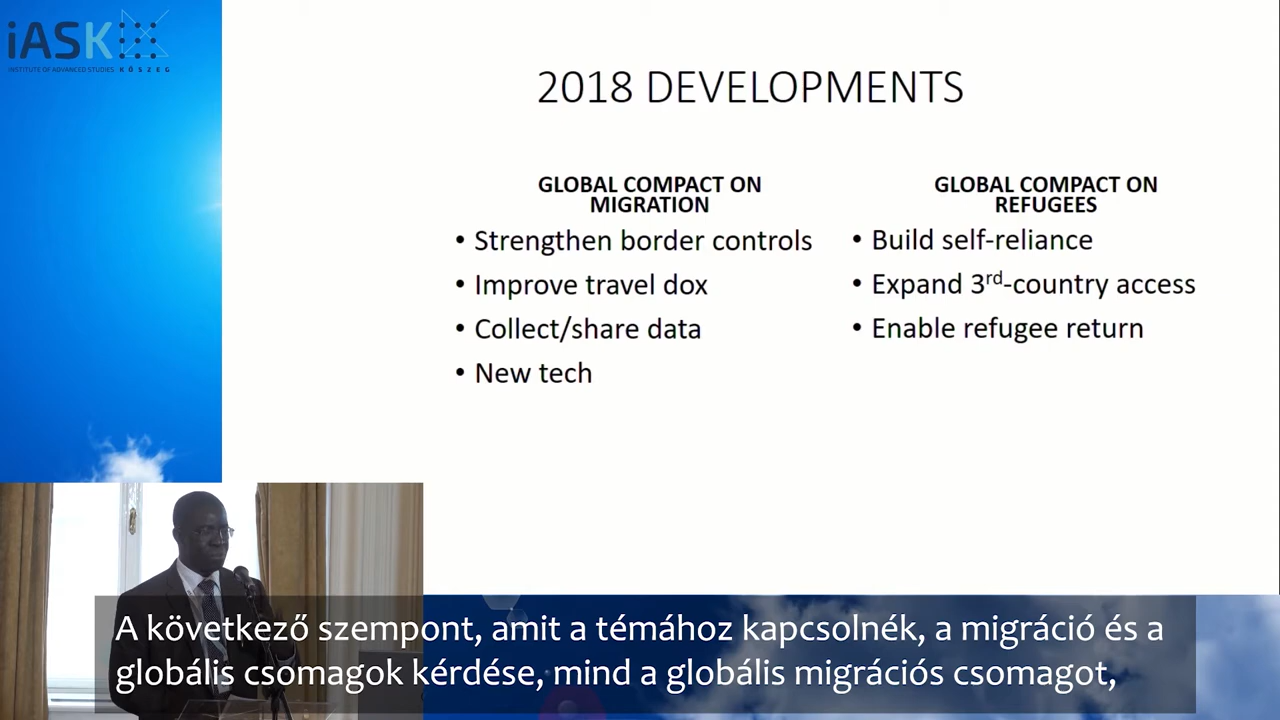 iASK
INSTITUTE OF ADVANCED STUDIES KŐSZEG
2018 DEVELOPMENTS
GLOBAL COMPACT ON
MIGRATION
• Strengthen border controls
• Improve travel dox
• Collect/share data
• New tech
GLOBAL COMPACT ON
REFUGEES
• Build self-reliance
• Expand 3rd-country access
• Enable refugee return
A következő szempont, amit a témához kapcsolnék, a migráció és a
globális csomagok kérdése, mind a globális migrációs csomagot,